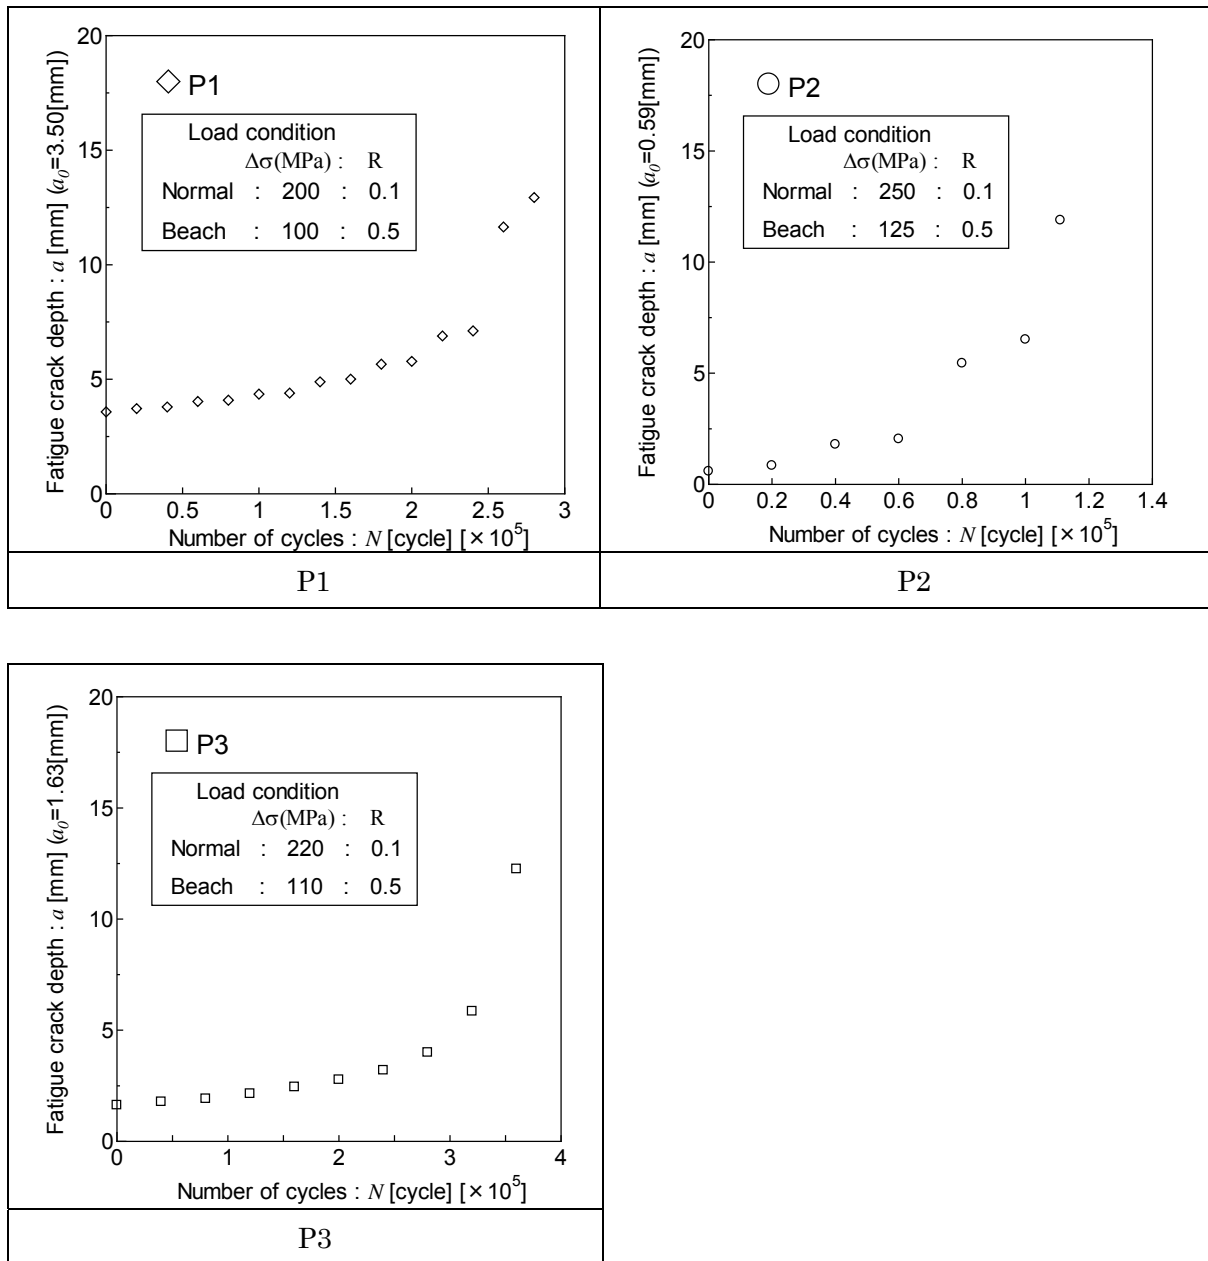 Fatigue crack depth : a [mm] (a₀=3.50[mm])
20
15
10
5
0
P1
Load condition
Δσ(MPa) : R
Normal : 200 : 0.1
Beach : 100 : 0.5
0 0.5 1 1.5 2 2.5 3
Number of cycles : N [cycle] [×10⁵]
P1
Fatigue crack depth : a [mm] (a₀=0.59[mm])
20
15
10
5
0
P2
Load condition
Δσ(MPa) : R
Normal : 250 : 0.1
Beach : 125 : 0.5
0 0.2 0.4 0.6 0.8 1 1.2 1.4
Number of cycles : N [cycle] [×10⁵]
P2
Fatigue crack depth : a [mm] (a₀=1.63[mm])
20
15
10
5
0
P3
Load condition
Δσ(MPa) : R
Normal : 220 : 0.1
Beach : 110 : 0.5
0 1 2 3 4
Number of cycles : N [cycle] [×10⁵]
P3